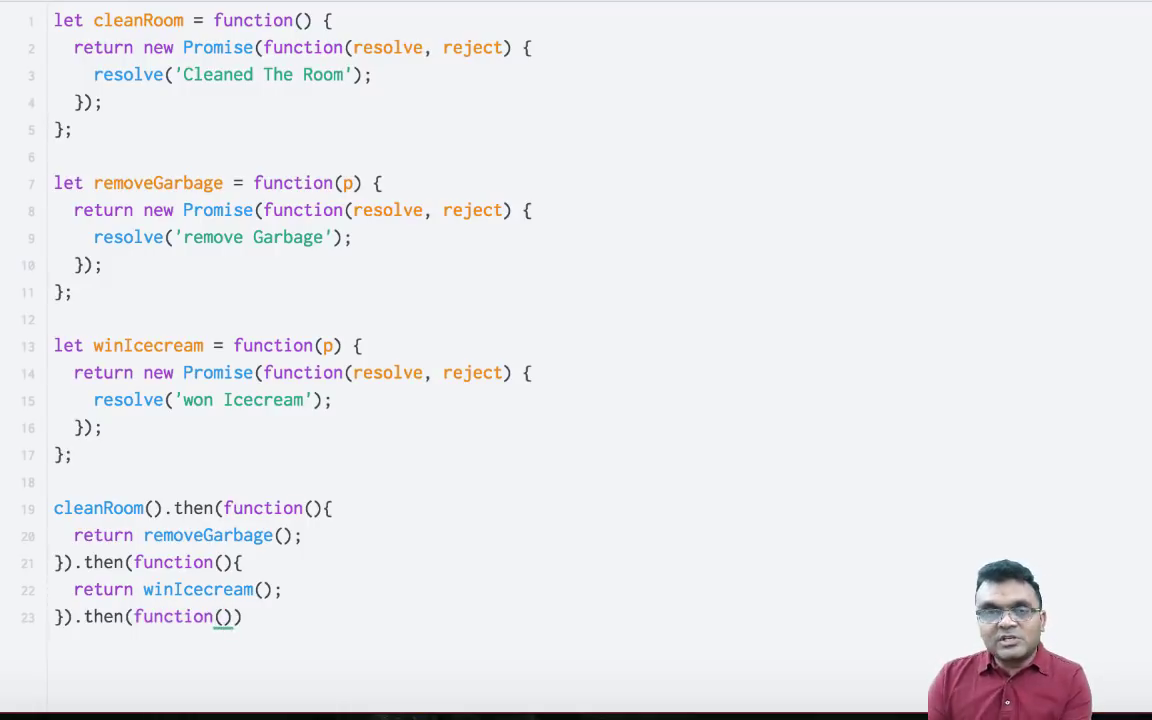 1 let cleanRoom = function() {
2 return new Promise(function(resolve, reject) {
3 resolve('Cleaned The Room');
4 });
5 };
6
7 let removeGarbage = function(p) {
8 return new Promise(function(resolve, reject) {
9 resolve('remove Garbage');
10 });
11 };
12
13 let winIcecream = function(p) {
14 return new Promise(function(resolve, reject) {
15 resolve('won Icecream');
16 });
17 };
18
19 cleanRoom().then(function(){
20 return removeGarbage();
21 }).then(function(){
22 return winIcecream();
23 }).then(function())